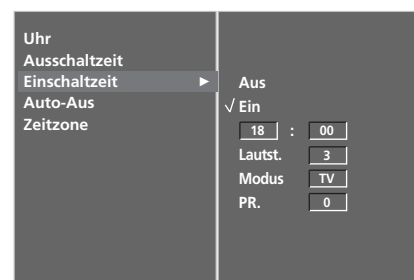 Uhr
Ausschaltzeit
Einschaltzeit ►
Auto-Aus
Zeitzone
Aus
√ Ein
18 : 00
Lautst. 3
Modus TV
PR. 0